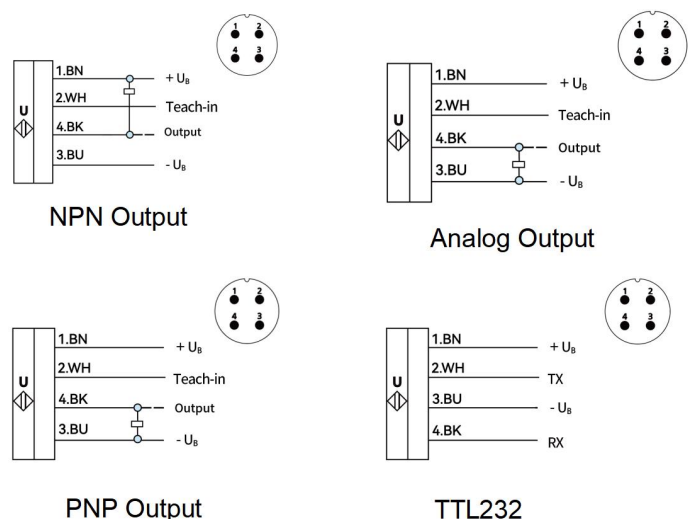 1 2
4 3
1.BN
+ UB
2.WH
Teach-in
U
4.BK
Output
3.BU
- UB
NPN Output
1 2
4 3
1.BN
+ UB
2.WH
Teach-in
U
4.BK
Output
3.BU
- UB
Analog Output
1 2
4 3
1.BN
+ UB
2.WH
Teach-in
U
4.BK
Output
3.BU
- UB
PNP Output
1 2
4 3
1.BN
+ UB
2.WH
TX
U
3.BU
- UB
4.BK
RX
TTL232